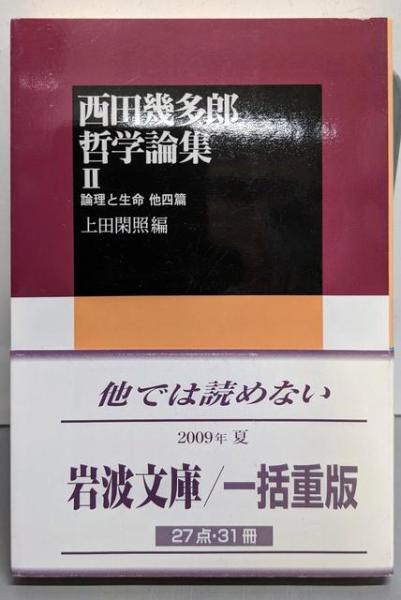 西田幾多郎
哲学論集
II
論理と生命 他四篇
上田閑照編
他では読めない
2009年 夏
岩波文庫/一括重版
27点・31冊